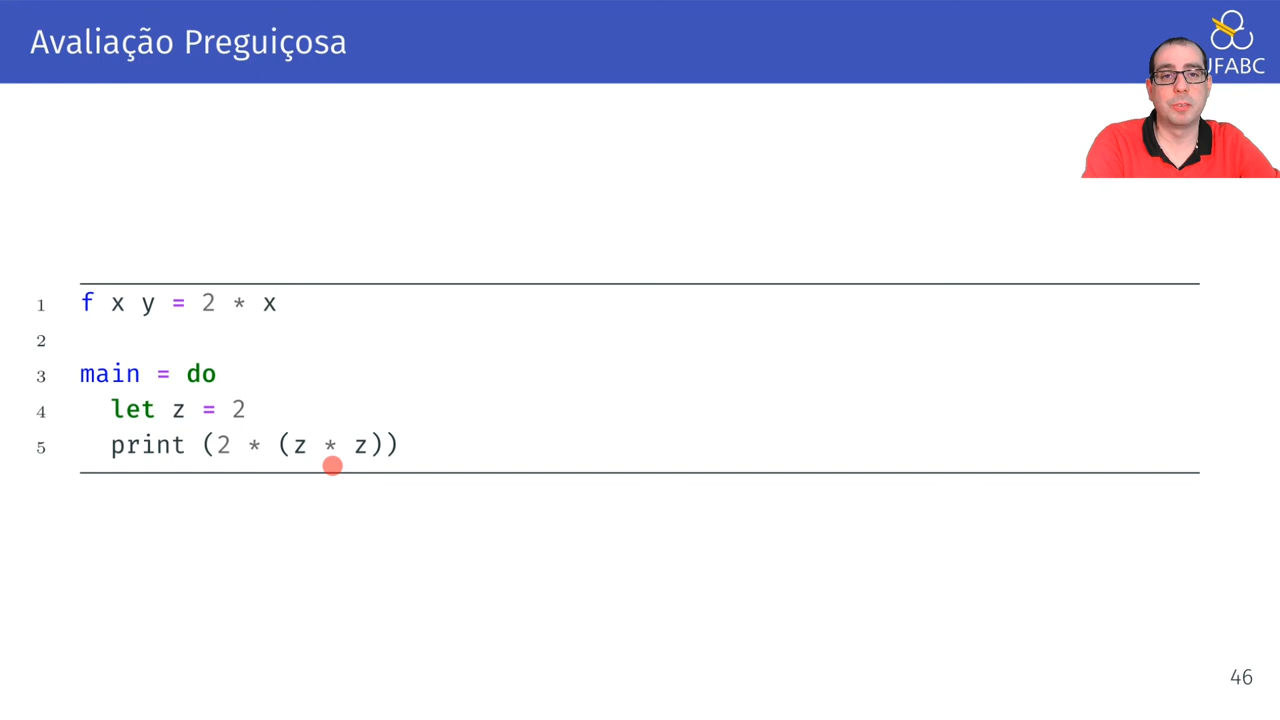 Avaliação Preguiçosa
UFABC
1 f x y = 2 * x
2
3 main = do
4 let z = 2
5 print (2 * (z * z))
46